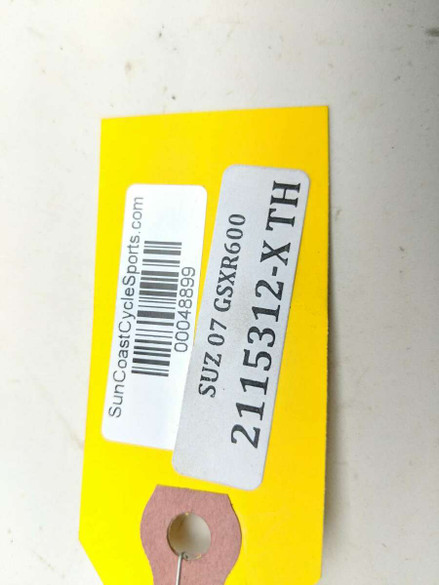 SunCoastCycleSports.com
00048899
SUZ 07 GSXR600
2115312-X TH